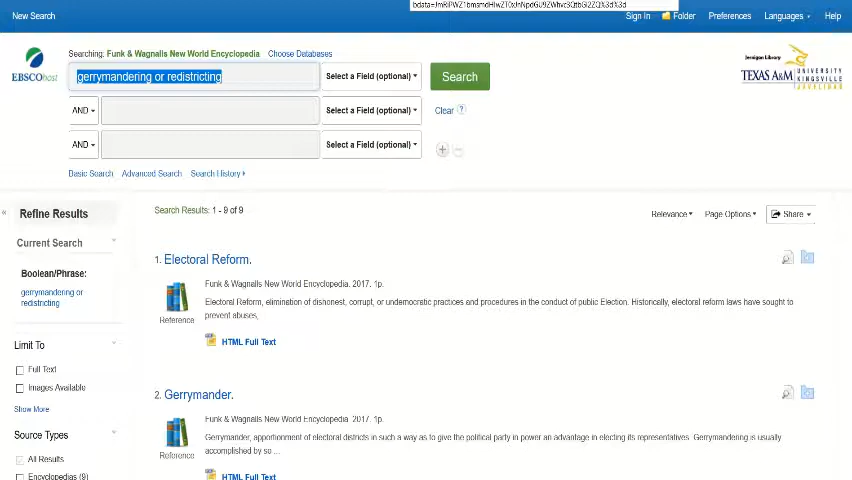 New Search
Sign In Folder Preferences Languages Help
Searching: Funk & Wagnalls New World Encyclopedia Choose Databases
EBSCOhost
gerrymandering or redistricting Select a Field (optional) Search
Jernigan Library
TEXAS A&M UNIVERSITY
KINGSVILLE
JAVELINAS
AND Select a Field (optional) Clear ?
AND Select a Field (optional)
Basic Search Advanced Search Search History
« Refine Results
Search Results: 1 - 9 of 9
Relevance Page Options Share
Current Search
Boolean/Phrase:
gerrymandering or
redistricting
Limit To
Full Text
Images Available
Show More
Source Types
All Results
Encyclopedias (9)
1. Electoral Reform.
Funk & Wagnalls New World Encyclopedia. 2017. 1p.
Electoral Reform, elimination of dishonest, corrupt, or undemocratic practices and procedures in the conduct of public Election. Historically, electoral reform laws have sought to
prevent abuses,
Reference
HTML Full Text
2. Gerrymander.
Funk & Wagnalls New World Encyclopedia. 2017. 1p.
Gerrymander, apportionment of electoral districts in such a way as to give the political party in power an advantage in electing its representatives. Gerrymandering is usually
accomplished by so ...
Reference
HTML Full Text